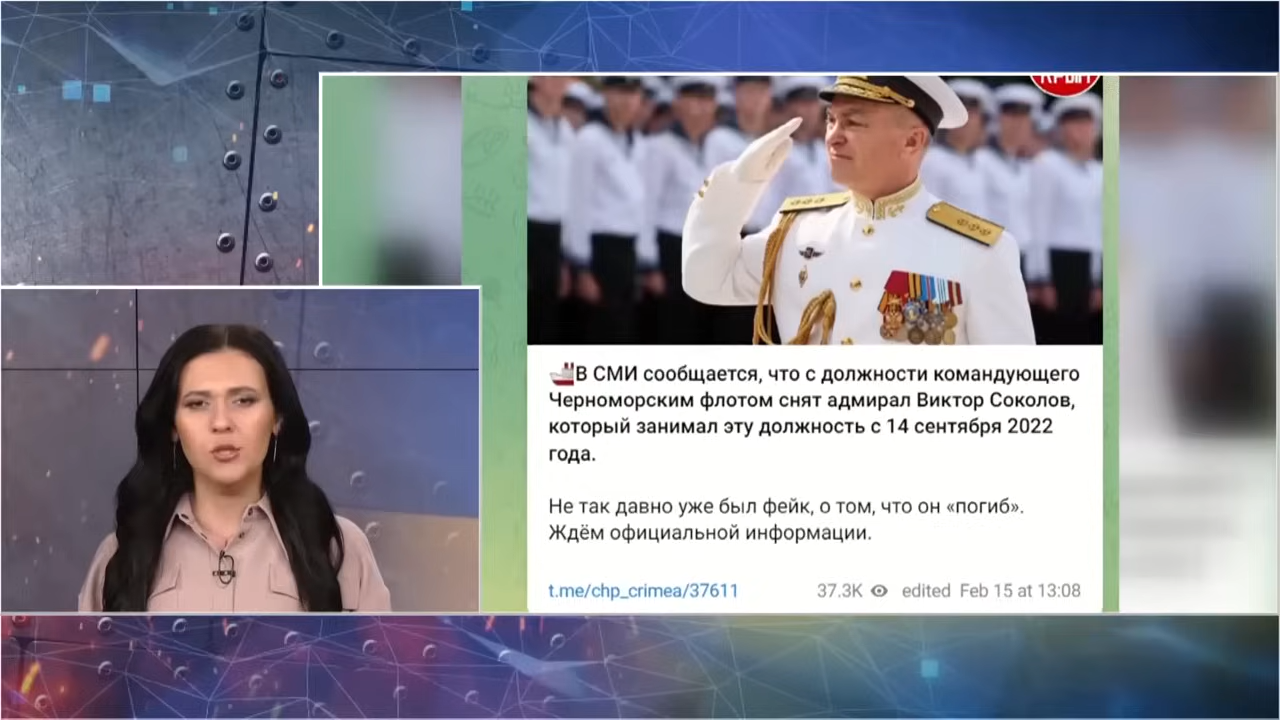 КРЫМ
В СМИ сообщается, что с должности командующего
Черноморским флотом снят адмирал Виктор Соколов,
который занимал эту должность с 14 сентября 2022
года.
Не так давно уже был фейк, о том, что он «погиб».
Ждём официальной информации.
t.me/chp_crimea/37611
37.3K edited Feb 15 at 13:08